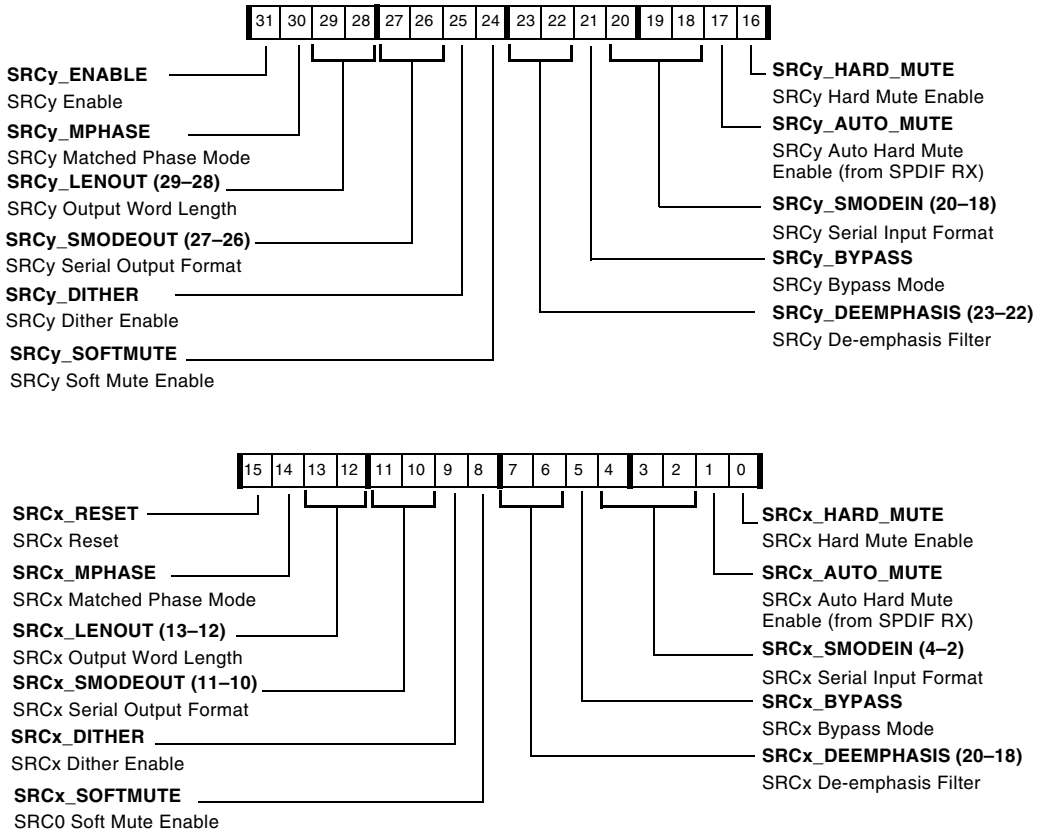 31 30 29 28 27 26 25 24 23 22 21 20 19 18 17 16
SRCy_ENABLE
SRCy Enable
SRCy_MPHASE
SRCy Matched Phase Mode
SRCy_LENOUT (29–28)
SRCy Output Word Length
SRCy_SMODEOUT (27–26)
SRCy Serial Output Format
SRCy_DITHER
SRCy Dither Enable
SRCy_SOFTMUTE
SRCy Soft Mute Enable
SRCy_HARD_MUTE
SRCy Hard Mute Enable
SRCy_AUTO_MUTE
SRCy Auto Hard Mute
Enable (from SPDIF RX)
SRCy_SMODEIN (20–18)
SRCy Serial Input Format
SRCy_BYPASS
SRCy Bypass Mode
SRCy_DEEMPHASIS (23–22)
SRCy De-emphasis Filter
15 14 13 12 11 10 9 8 7 6 5 4 3 2 1 0
SRCx_RESET
SRCx Reset
SRCx_MPHASE
SRCx Matched Phase Mode
SRCx_LENOUT (13–12)
SRCx Output Word Length
SRCx_SMODEOUT (11–10)
SRCx Serial Output Format
SRCx_DITHER
SRCx Dither Enable
SRCx_SOFTMUTE
SRC0 Soft Mute Enable
SRCx_HARD_MUTE
SRCx Hard Mute Enable
SRCx_AUTO_MUTE
SRCx Auto Hard Mute
Enable (from SPDIF RX)
SRCx_SMODEIN (4–2)
SRCx Serial Input Format
SRCx_BYPASS
SRCx Bypass Mode
SRCx_DEEMPHASIS (20–18)
SRCx De-emphasis Filter